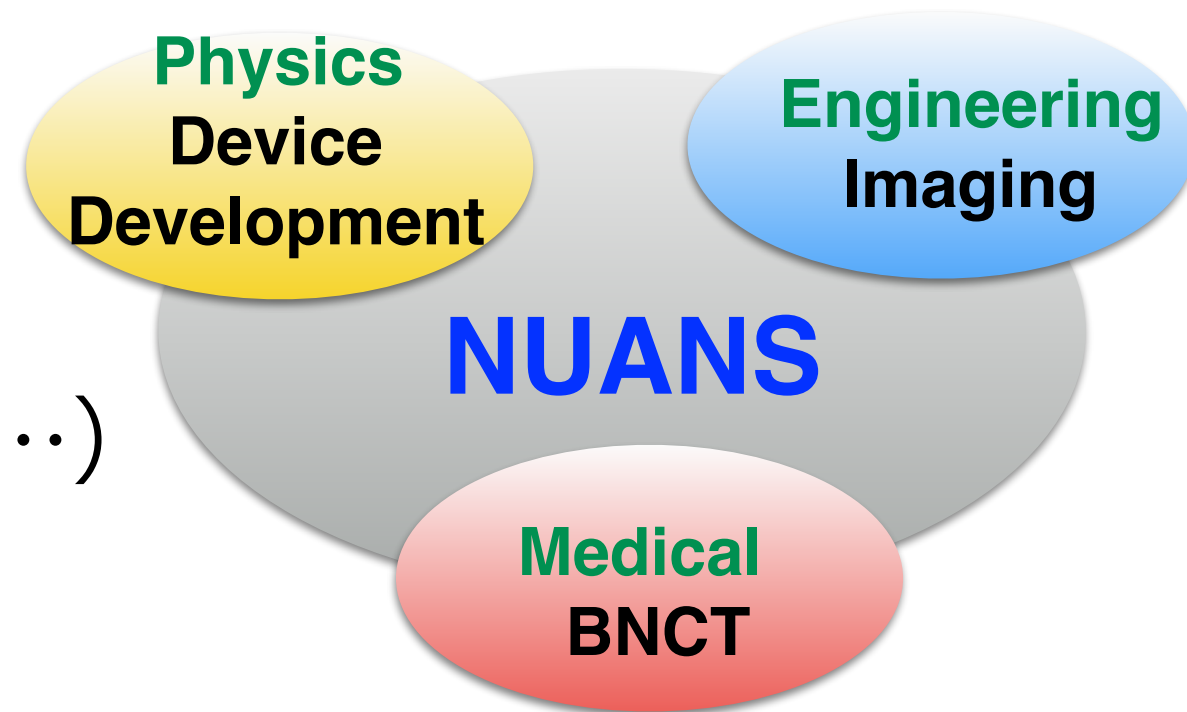 Physics
Device
Development
Engineering
Imaging
NUANS
··)
Medical
BNCT